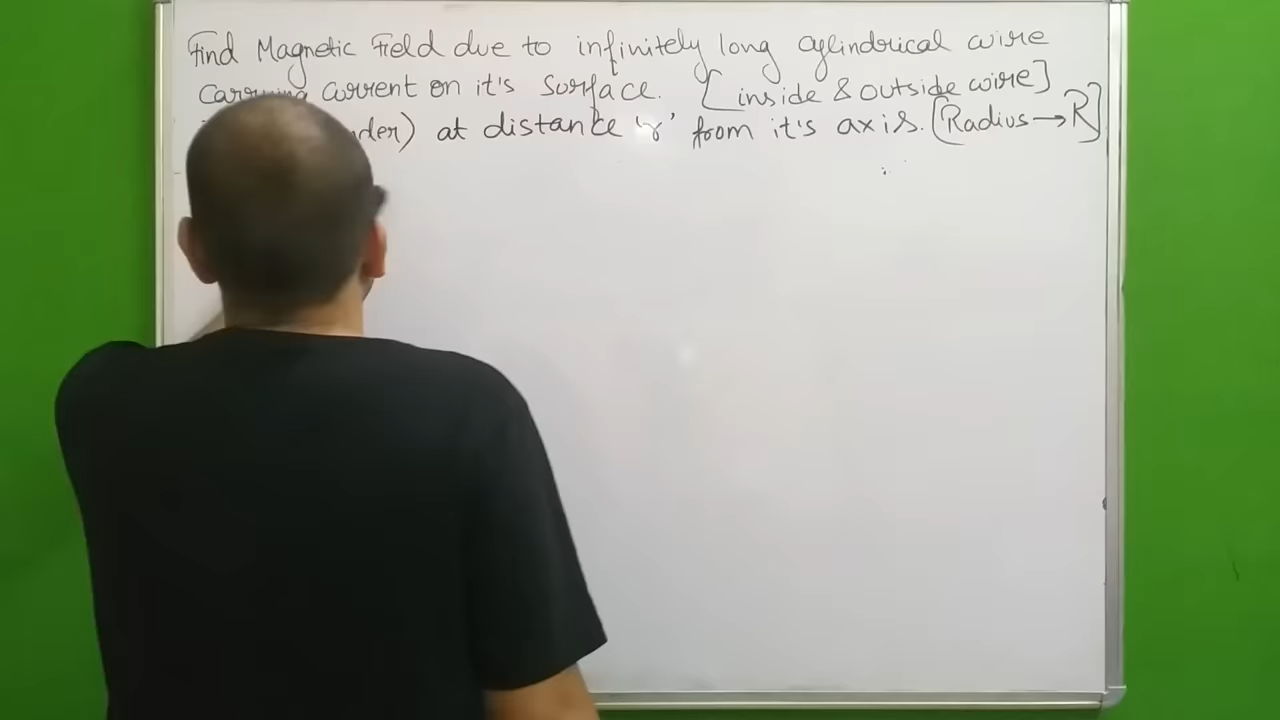 Find Magnetic Field due to infinitely long cylindrical wire
Carrying current on it's Surface. [inside & outside wire]
at distance 'r' from it's axis. [Radius → R]